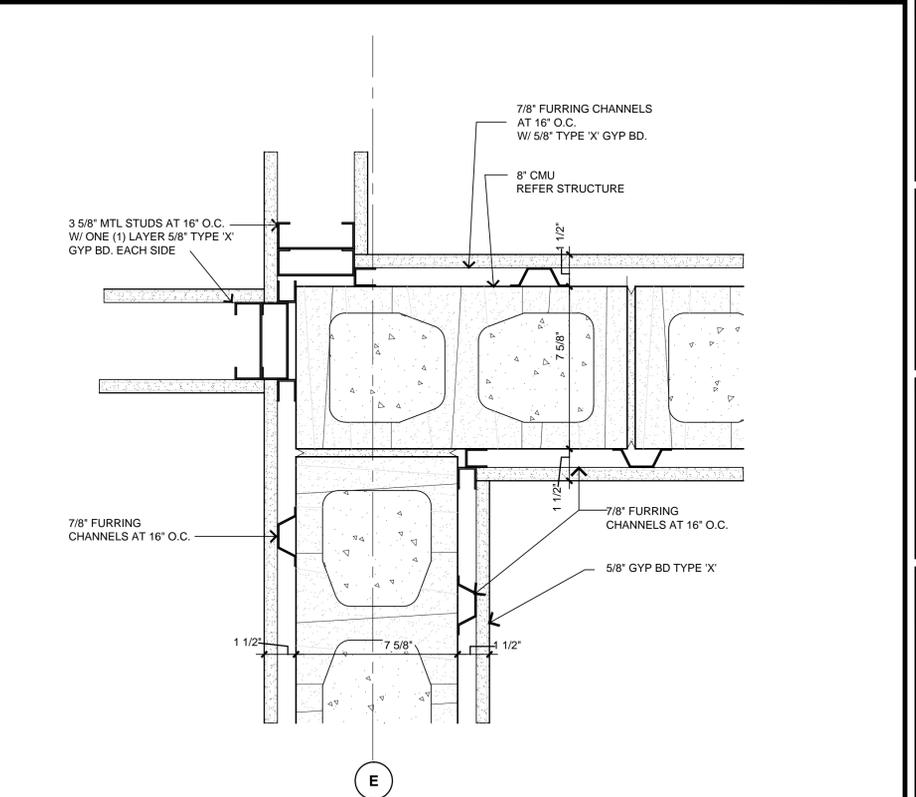 7/8" FURRING CHANNELS
AT 16" O.C.
W/ 5/8" TYPE 'X' GYP BD.
8" CMU
REFER STRUCTURE
3 5/8" MTL STUDS AT 16" O.C.
W/ ONE (1) LAYER 5/8" TYPE 'X'
GYP BD. EACH SIDE
1 1/2"
7 5/8"
1 1/2"
7/8" FURRING
CHANNELS AT 16" O.C.
7/8" FURRING
CHANNELS AT 16" O.C.
5/8" GYP BD TYPE 'X'
1 1/2"
7 5/8"
1 1/2"
E